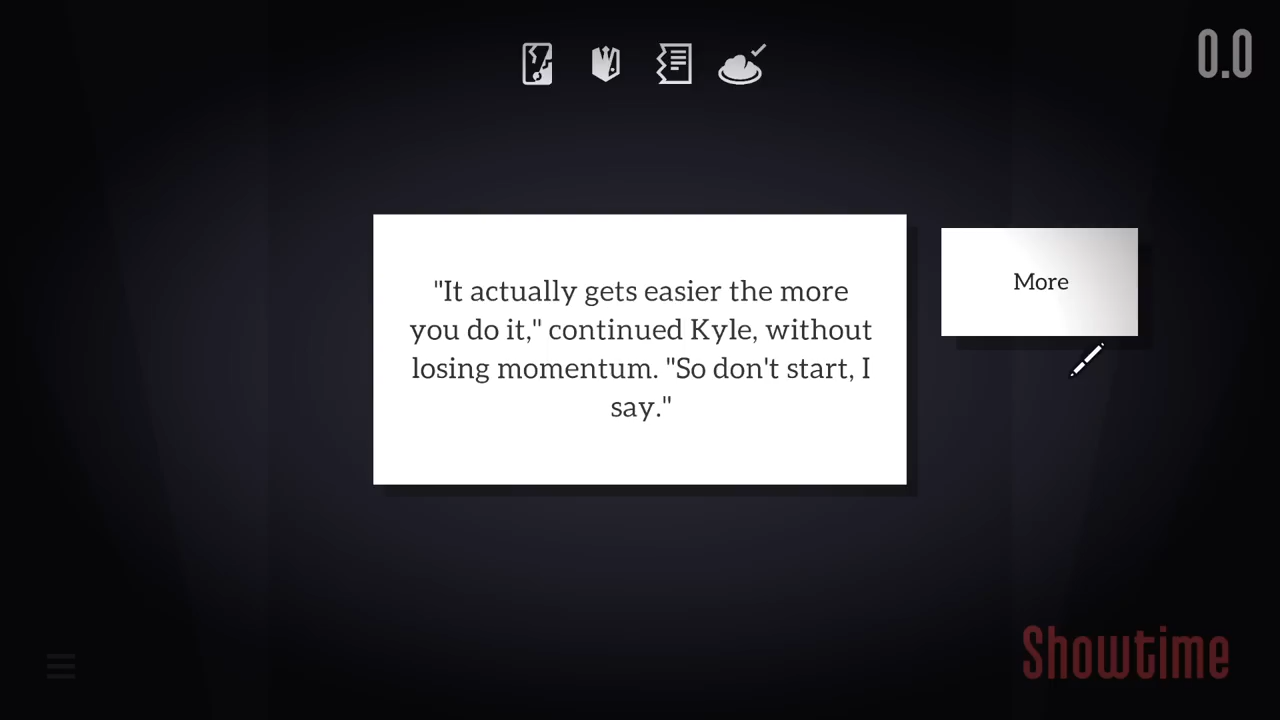 0.0
"It actually gets easier the more
you do it," continued Kyle, without
losing momentum. "So don't start, I
say."
More
Showtime